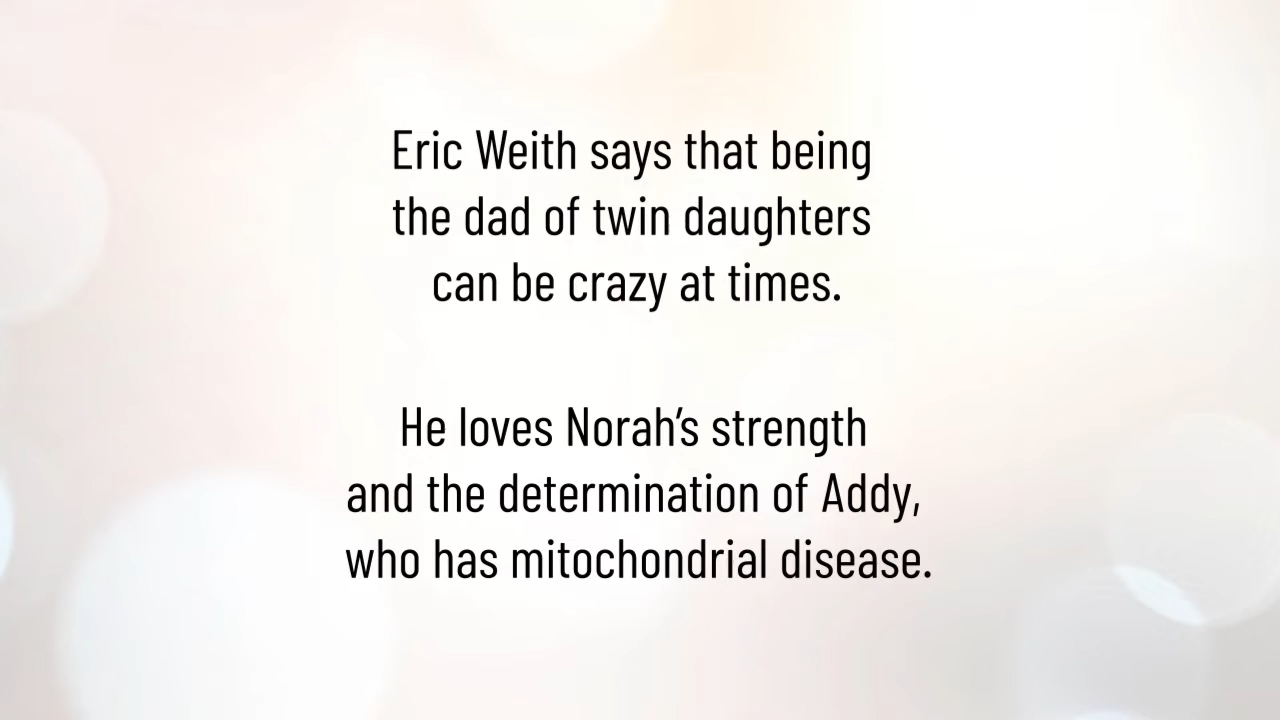 Eric Weith says that being
the dad of twin daughters
can be crazy at times.
He loves Norah’s strength
and the determination of Addy,
who has mitochondrial disease.